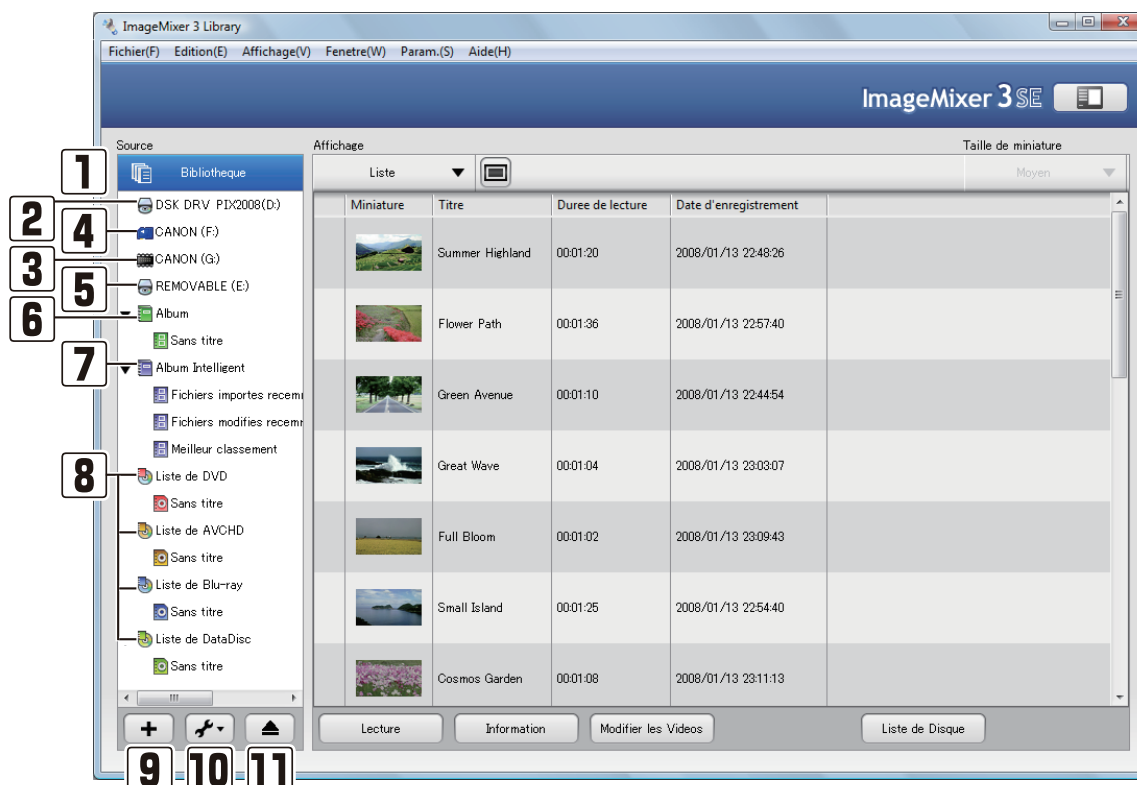 ImageMixer 3 Library
Fichier(F) Edition(E) Affichage(V) Fenetre(W) Param.(S) Aide(H)
ImageMixer 3 SE
Source
Affichage
Taille de miniature
1
Bibliotheque
Liste
Moyen
2
DSK DRV PIX2008(D:)
4
CANON (F:)
3
CANON (G:)
5
REMOVABLE (E:)
6
Album
Sans titre
7
Album Intelligent
Fichiers importes recemm
Fichiers modifies recemm
Meilleur classement
8
Liste de DVD
Sans titre
Liste de AVCHD
Sans titre
Liste de Blu-ray
Sans titre
Liste de DataDisc
Sans titre
Miniature Titre Duree de lecture Date d'enregistrement
Summer Highland 00:01:20 2008/01/13 22:48:26
Flower Path 00:01:36 2008/01/13 22:57:40
Green Avenue 00:01:10 2008/01/13 22:44:54
Great Wave 00:01:04 2008/01/13 23:03:07
Full Bloom 00:01:02 2008/01/13 23:09:43
Small Island 00:01:25 2008/01/13 22:54:40
Cosmos Garden 00:01:08 2008/01/13 23:11:13
Lecture Information Modifier les Videos Liste de Disque
9 10 11